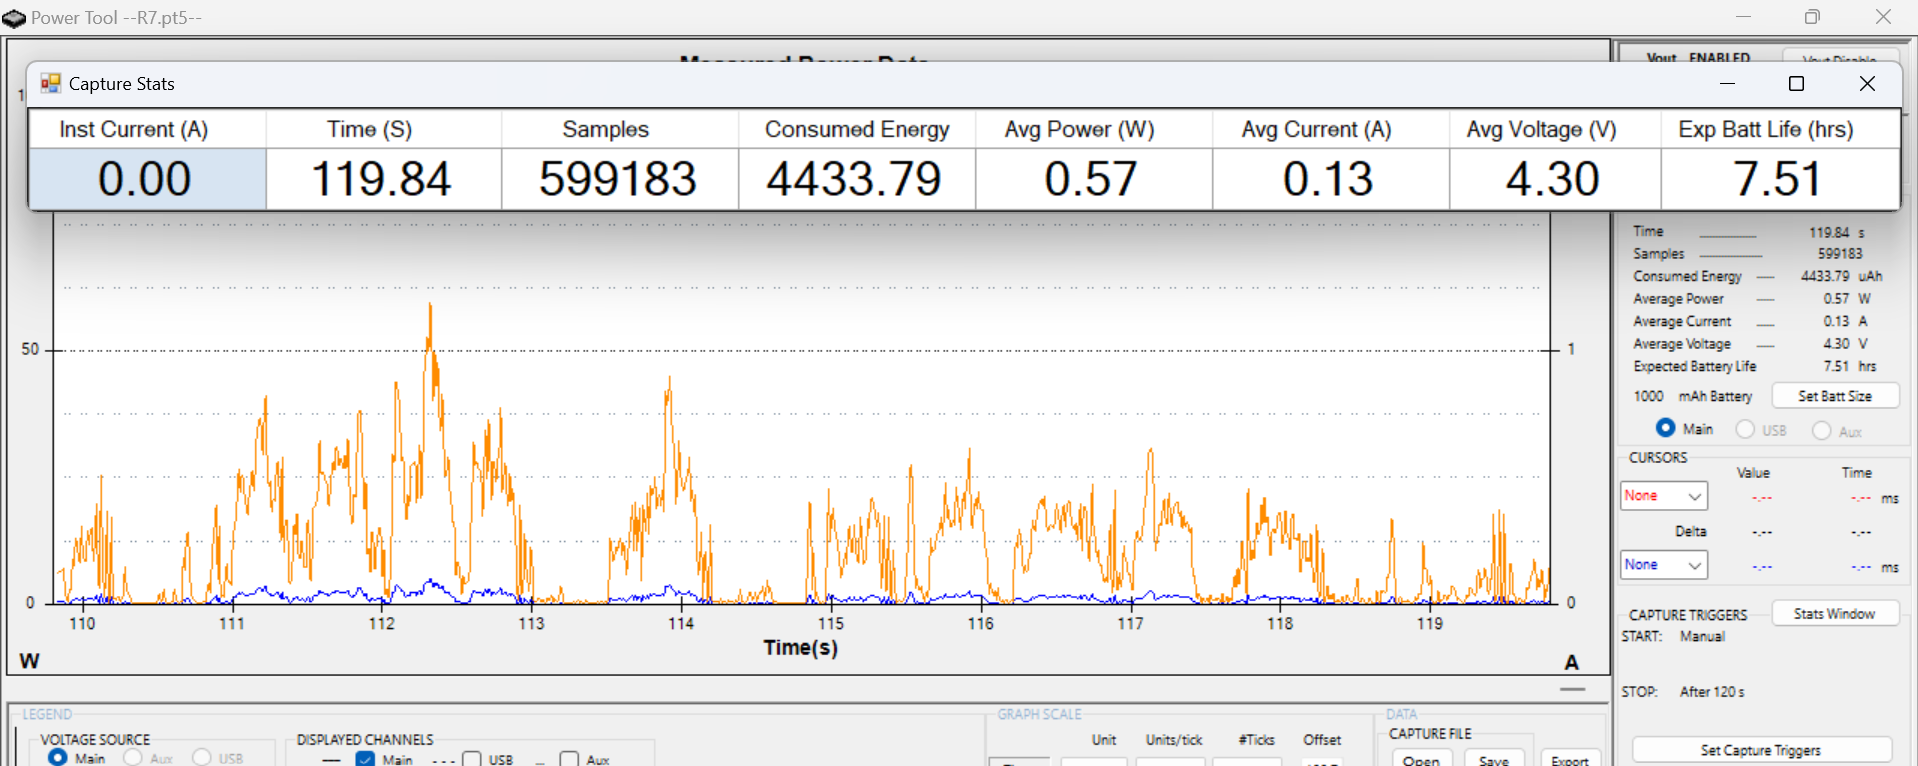 Power Tool --R7.pt5--
Measured Power Data
Vout ENABLED Vout Disable
Capture Stats
Inst Current (A) Time (S) Samples Consumed Energy Avg Power (W) Avg Current (A) Avg Voltage (V) Exp Batt Life (hrs)
0.00 119.84 599183 4433.79 0.57 0.13 4.30 7.51
Time 119.84 s
Samples 599183
Consumed Energy 4433.79 uAh
Average Power 0.57 W
Average Current 0.13 A
Average Voltage 4.30 V
Expected Battery Life 7.51 hrs
1000 mAh Battery Set Batt Size
Main USB Aux
50 1
0 0
110 111 112 113 114 115 116 117 118 119
Time(s)
W A
CURSORS
Value Time
None -.-- -.-- ms
Delta -.-- -.--
None -.-- -.-- ms
CAPTURE TRIGGERS Stats Window
START: Manual
STOP: After 120 s
Set Capture Triggers
LEGEND
VOLTAGE SOURCE
Main Aux USB
DISPLAYED CHANNELS
Main USB Aux
GRAPH SCALE
Unit Units/tick #Ticks Offset
DATA
CAPTURE FILE
Open Save Export